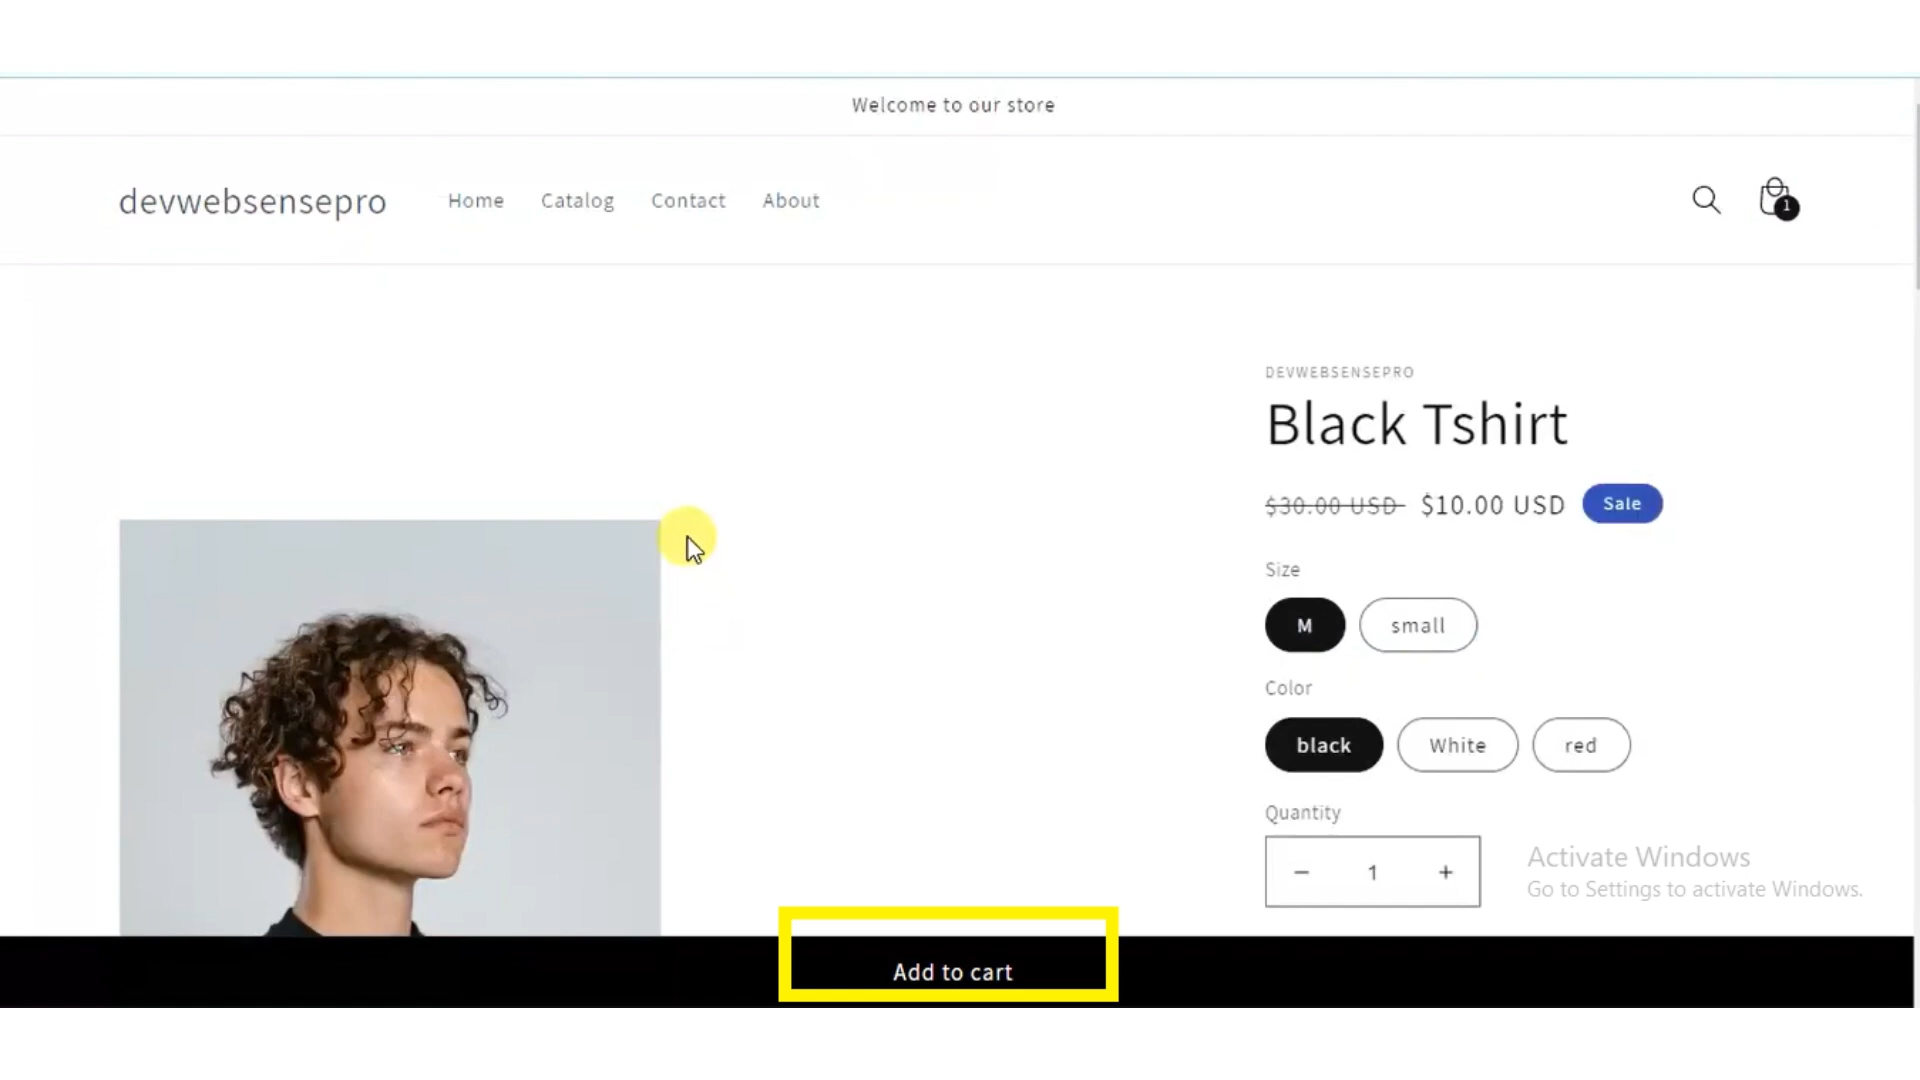 Welcome to our store
devwebsensepro
Home Catalog Contact About
1
DEVWEBSENSEPRO
Black Tshirt
$30.00 USD $10.00 USD Sale
Size
M small
Color
black White red
Quantity
− 1 +
Activate Windows
Go to Settings to activate Windows.
Add to cart